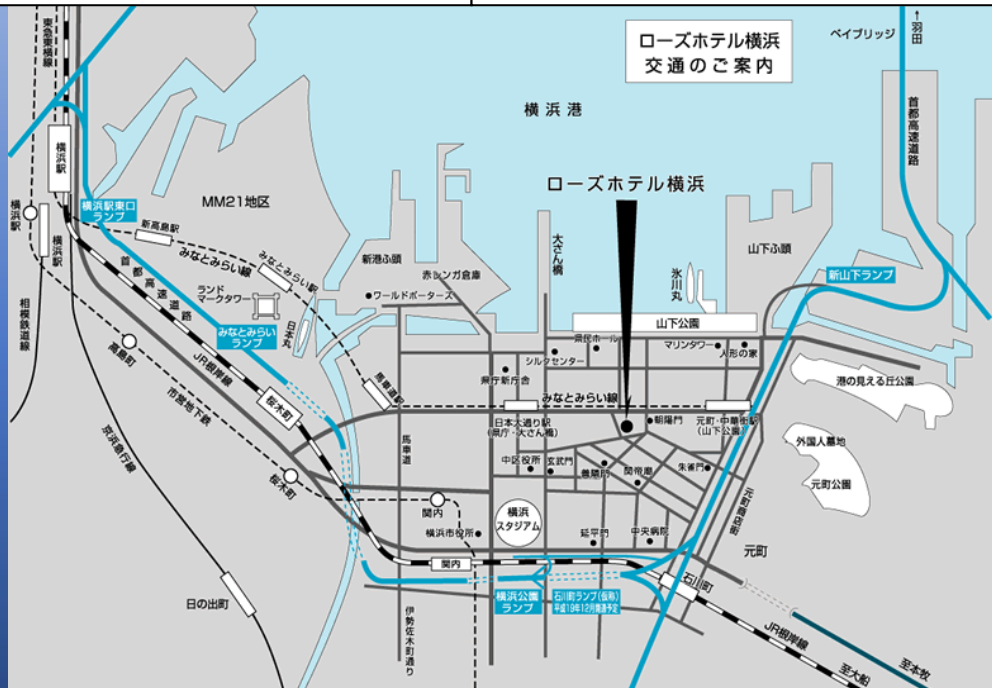 ローズホテル横浜
交通のご案内
←羽田
ベイブリッジ
東急東横線
横浜港
首都高速道路
横浜駅
ローズホテル横浜
横浜駅東口
ランプ
MM21地区
横浜駅
横浜駅
新高島駅
みなとみらい線
みなとみらい駅
新港ふ頭
赤レンガ倉庫
大さん橋
氷川丸
山下ふ頭
新山下ランプ
首都高速道路
ランド
マークタワー
ワールドポーターズ
日本丸
みなとみらい
ランプ
山下公園
相模鉄道線
高島町
JR根岸線
県民ホール
シルクセンター
マリンタワー
人形の家
県庁新庁舎
港の見える丘公園
市営地下鉄
桜木町
馬車道駅
みなとみらい線
日本大通り駅
(県庁・大さん橋)
朝陽門
元町・中華街駅
(山下公園)
京浜急行線
馬車道
中区役所
玄武門
善隣門
関帝廟
朱雀門
外国人墓地
元町公園
桜木町
関内
横浜
スタジアム
元町商店街
横浜市役所
延平門
中央病院
元町
関内
石川町
日の出町
横浜公園
ランプ
石川町ランプ(仮称)
平成19年12月開通予定
伊勢佐木町通り
JR根岸線
至大船
至本牧